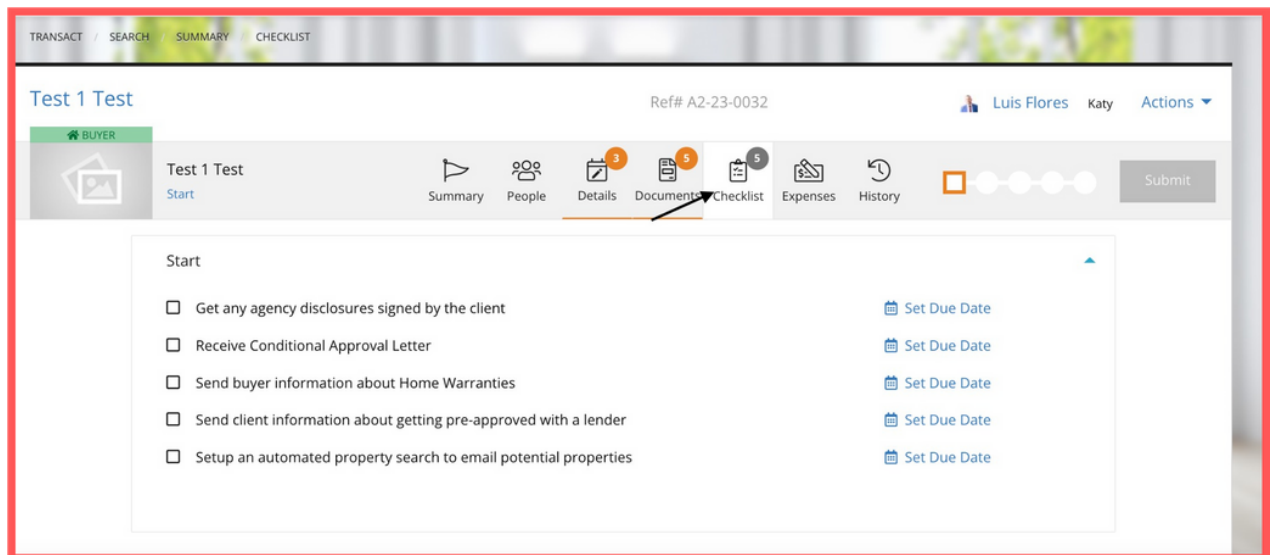 TRANSACT / SEARCH / SUMMARY / CHECKLIST
Test 1 Test
Ref# A2-23-0032
Luis Flores Katy Actions
BUYER
Test 1 Test
Start
3
5
5
Summary People Details Documents Checklist Expenses History
Submit
Start
Get any agency disclosures signed by the client Set Due Date
Receive Conditional Approval Letter Set Due Date
Send buyer information about Home Warranties Set Due Date
Send client information about getting pre-approved with a lender Set Due Date
Setup an automated property search to email potential properties Set Due Date